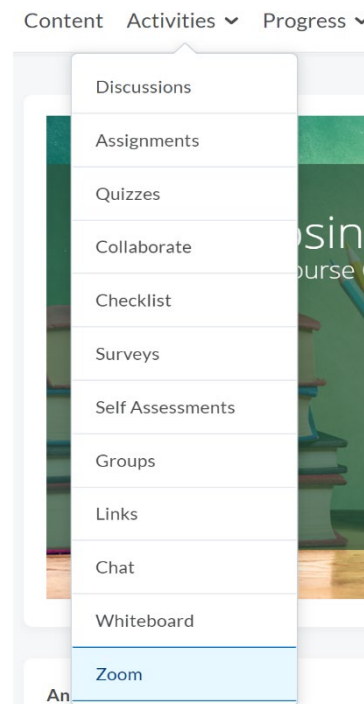 Content Activities Progress
Discussions
Assignments
Quizzes
Collaborate
Checklist
Surveys
Self Assessments
Groups
Links
Chat
Whiteboard
Zoom